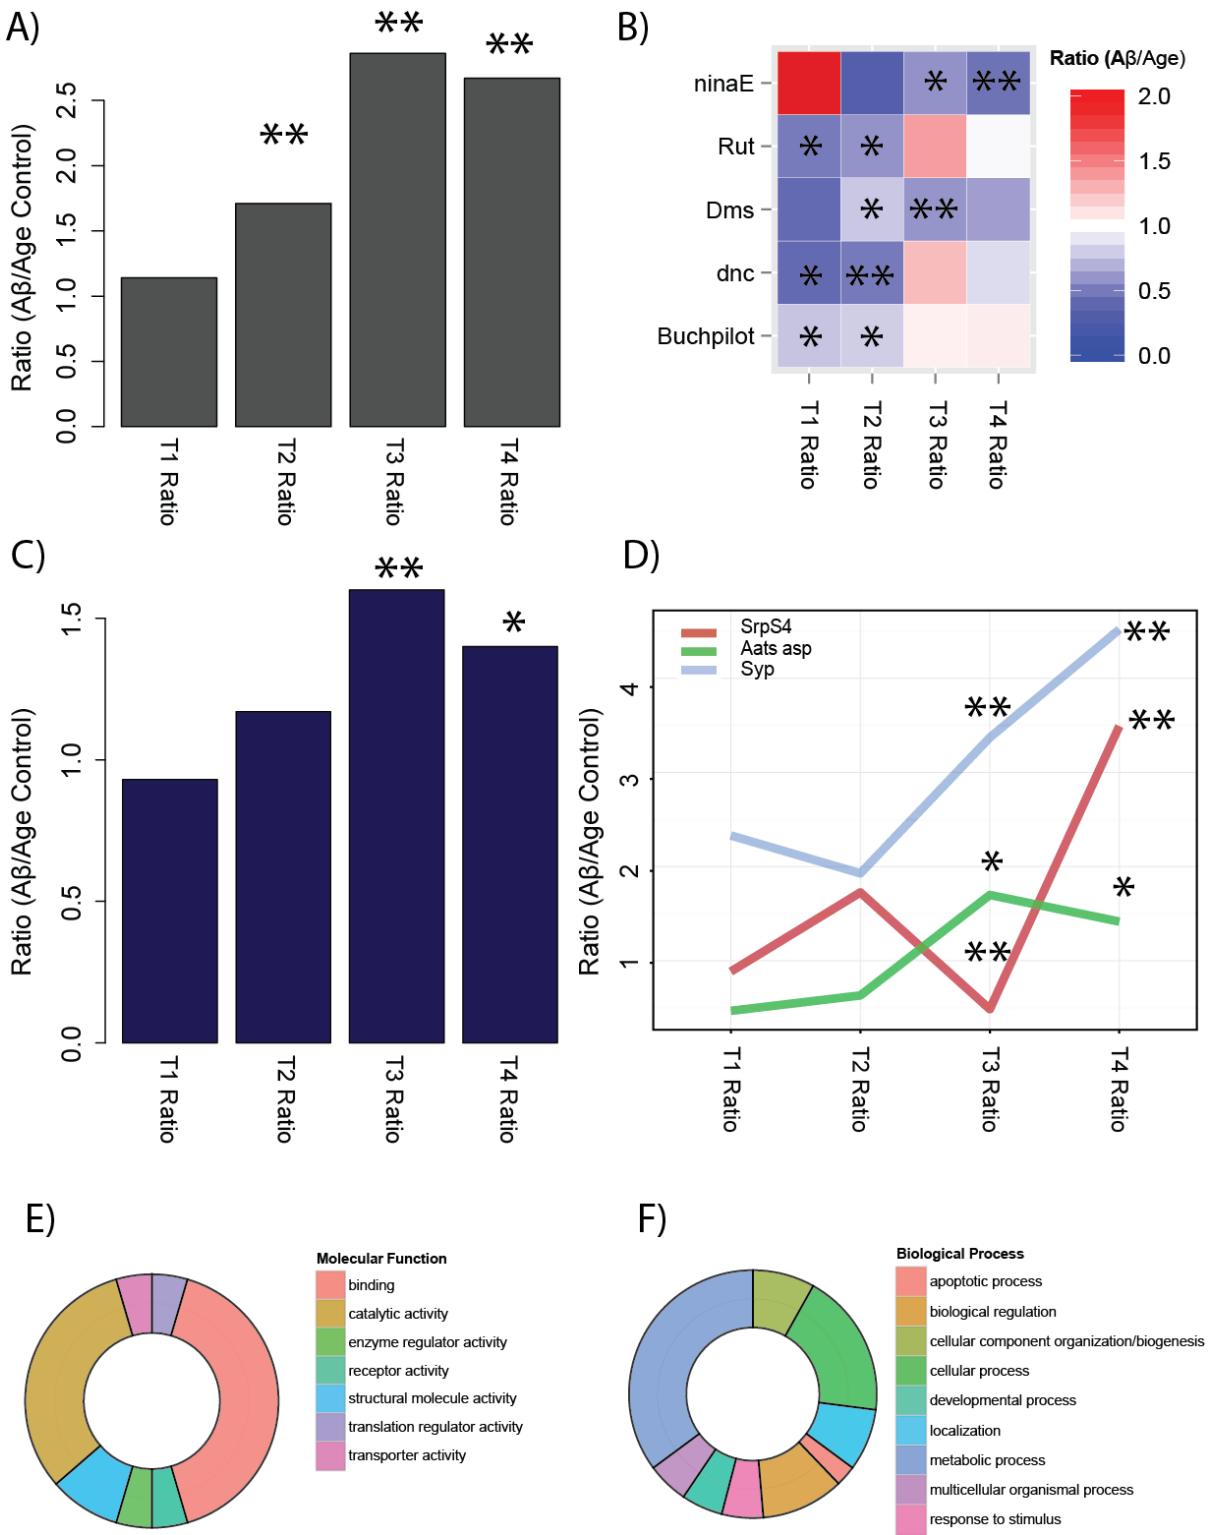 A)
**
**
**
Ratio (Aβ/Age Control)
2.5
2.0
1.5
1.0
0.5
0.0
T1 Ratio
T2 Ratio
T3 Ratio
T4 Ratio
B)
Ratio (Aβ/Age)
ninaE
Rut
Dms
dnc
Buchpilot
* **
* *
* **
* **
* *
T1 Ratio
T2 Ratio
T3 Ratio
T4 Ratio
2.0
1.5
1.0
0.5
0.0
C)
**
*
Ratio (Aβ/Age Control)
1.5
1.0
0.5
0.0
T1 Ratio
T2 Ratio
T3 Ratio
T4 Ratio
D)
SrpS4
Aats asp
Syp
**
**
**
*
*
**
Ratio (Aβ/Age Control)
4
3
2
1
T1 Ratio
T2 Ratio
T3 Ratio
T4 Ratio
E)
Molecular Function
binding
catalytic activity
enzyme regulator activity
receptor activity
structural molecule activity
translation regulator activity
transporter activity
F)
Biological Process
apoptotic process
biological regulation
cellular component organization/biogenesis
cellular process
developmental process
localization
metabolic process
multicellular organismal process
response to stimulus